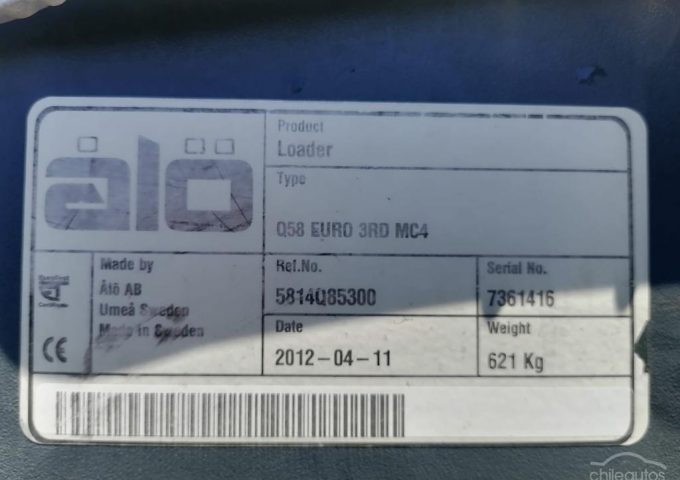 ålö
Product
Loader
Type
Q58 EURO 3RD MC4
Made by
Ålö AB
Umeå Sweden
Made in Sweden
Ref.No.
5814Q85300
Serial No.
7361416
Date
2012-04-11
Weight
621 Kg
CE
chileautos